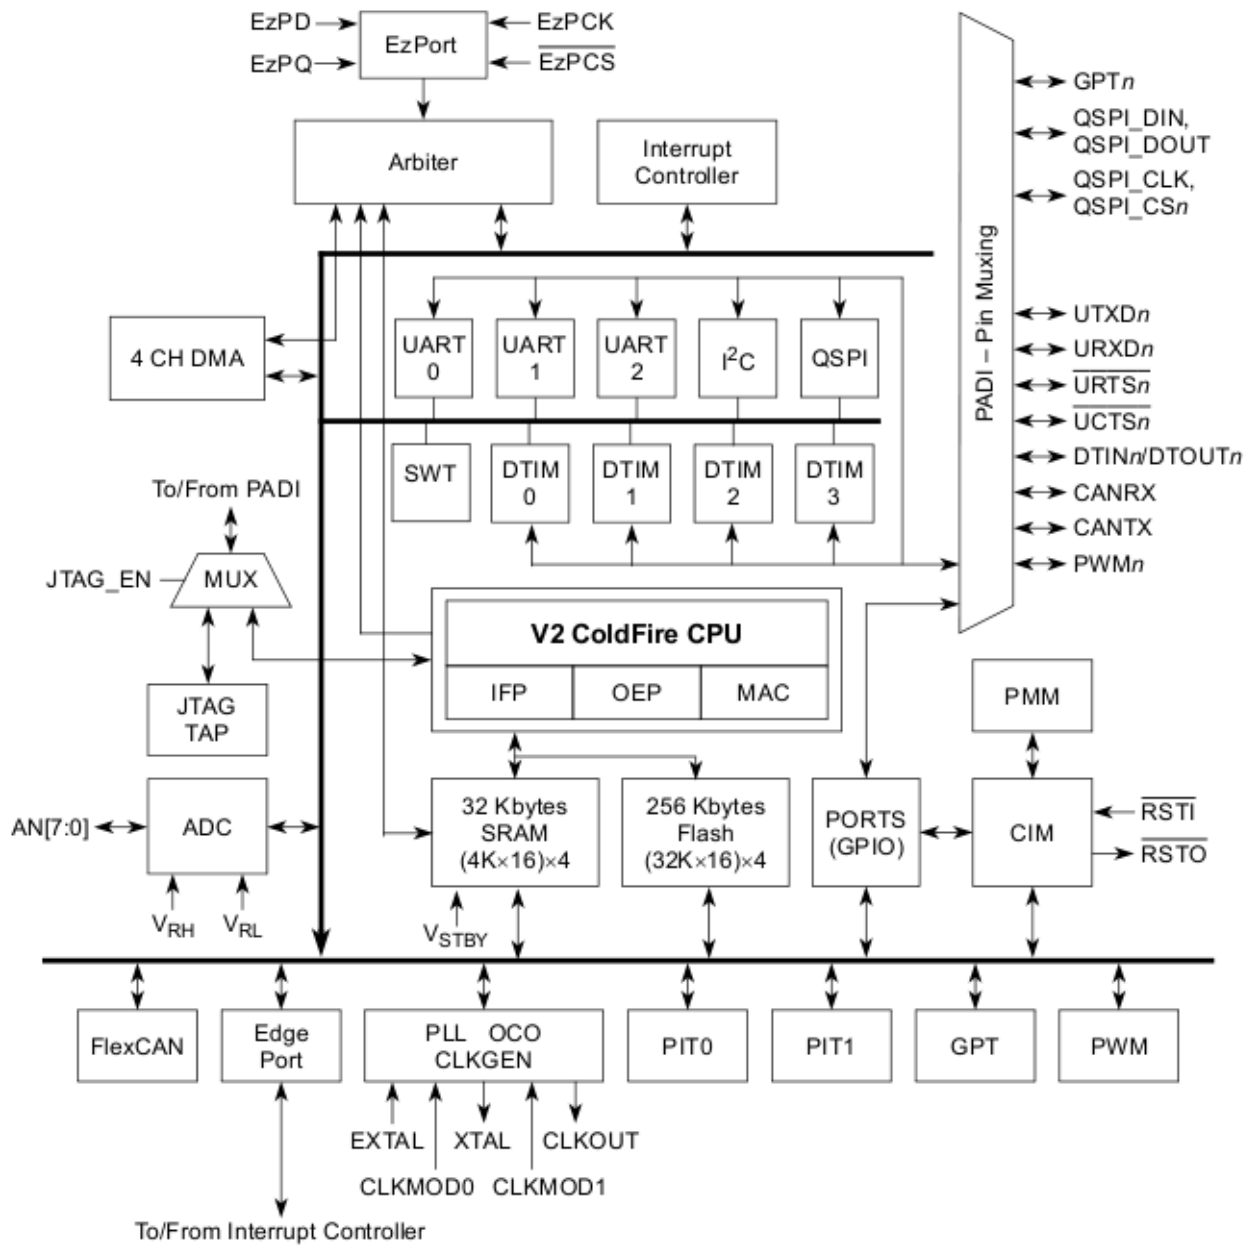 EzPD
EzPCK
EzPort
EzPQ
EzPCS
Arbiter
Interrupt
Controller
GPTn
QSPI_DIN,
QSPI_DOUT
QSPI_CLK,
QSPI_CSn
PADI – Pin Muxing
UTXDn
URXDn
URTSn
UCTSn
DTINn/DTOUTn
CANRX
CANTX
PWMn
4 CH DMA
UART
0
UART
1
UART
2
I²C
QSPI
SWT
DTIM
0
DTIM
1
DTIM
2
DTIM
3
To/From PADI
JTAG_EN
MUX
JTAG
TAP
V2 ColdFire CPU
IFP
OEP
MAC
PMM
AN[7:0]
ADC
VRH
VRL
32 Kbytes
SRAM
(4K×16)×4
VSTBY
256 Kbytes
Flash
(32K×16)×4
PORTS
(GPIO)
CIM
RSTI
RSTO
FlexCAN
Edge
Port
PLL OCO
CLKGEN
PIT0
PIT1
GPT
PWM
EXTAL
XTAL
CLKOUT
CLKMOD0
CLKMOD1
To/From Interrupt Controller